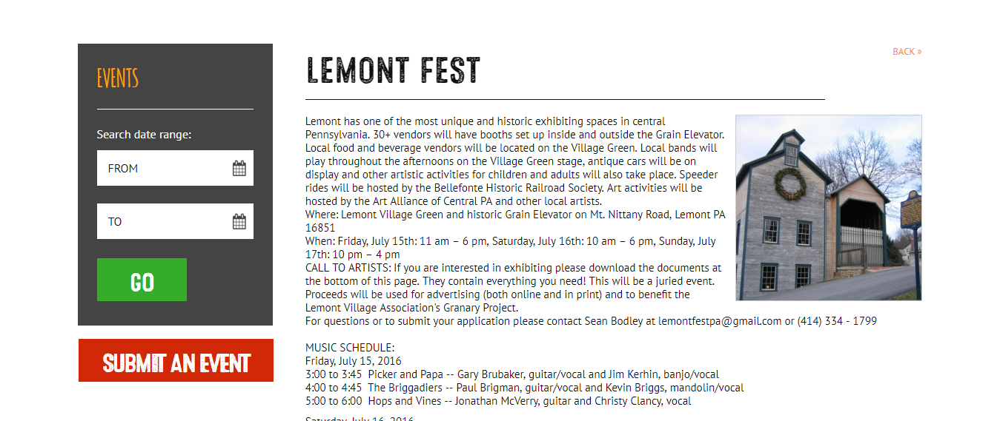 EVENTS
Search date range:
FROM
TO
GO
SUBMIT AN EVENT
LEMONT FEST
BACK »
Lemont has one of the most unique and historic exhibiting spaces in central
Pennsylvania. 30+ vendors will have booths set up inside and outside the Grain Elevator.
Local food and beverage vendors will be located on the Village Green. Local bands will
play throughout the afternoons on the Village Green stage, antique cars will be on
display and other artistic activities for children and adults will also take place. Speeder
rides will be hosted by the Bellefonte Historic Railroad Society. Art activities will be
hosted by the Art Alliance of Central PA and other local artists.
Where: Lemont Village Green and historic Grain Elevator on Mt. Nittany Road, Lemont PA
16851
When: Friday, July 15th: 11 am – 6 pm, Saturday, July 16th: 10 am – 6 pm, Sunday, July
17th: 10 pm – 4 pm
CALL TO ARTISTS: If you are interested in exhibiting please download the documents at
the bottom of this page. They contain everything you need! This will be a juried event.
Proceeds will be used for advertising (both online and in print) and to benefit the
Lemont Village Association's Granary Project.
For questions or to submit your application please contact Sean Bodley at lemontfestpa@gmail.com or (414) 334 - 1799
MUSIC SCHEDULE:
Friday, July 15, 2016
3:00 to 3:45  Picker and Papa -- Gary Brubaker, guitar/vocal and Jim Kerhin, banjo/vocal
4:00 to 4:45  The Briggadiers -- Paul Brigman, guitar/vocal and Kevin Briggs, mandolin/vocal
5:00 to 6:00  Hops and Vines -- Jonathan McVerry, guitar and Christy Clancy, vocal
Saturday, July 16, 2016